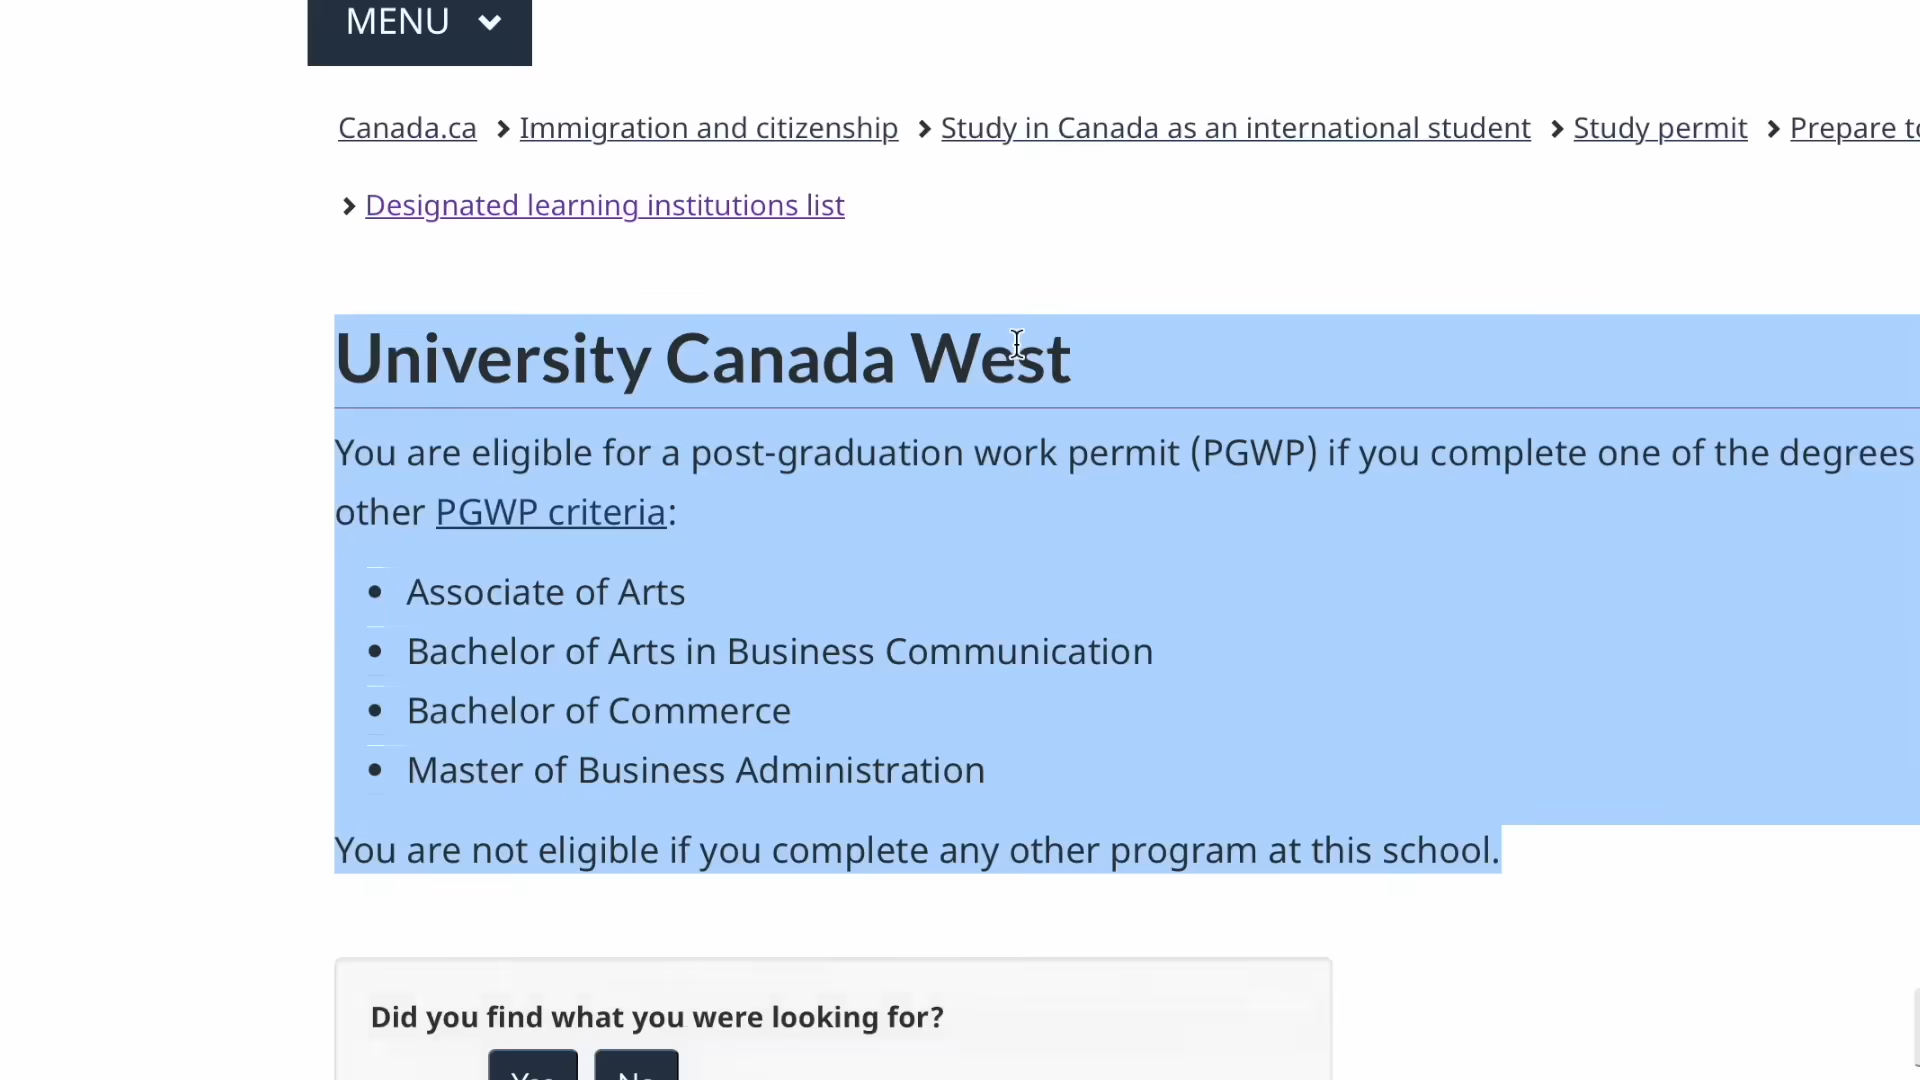 MENU
Canada.ca > Immigration and citizenship > Study in Canada as an international student > Study permit > Prepare
> Designated learning institutions list
University Canada West
You are eligible for a post-graduation work permit (PGWP) if you complete one of the degrees
other PGWP criteria:
• Associate of Arts
• Bachelor of Arts in Business Communication
• Bachelor of Commerce
• Master of Business Administration
You are not eligible if you complete any other program at this school.
Did you find what you were looking for?
Yes No